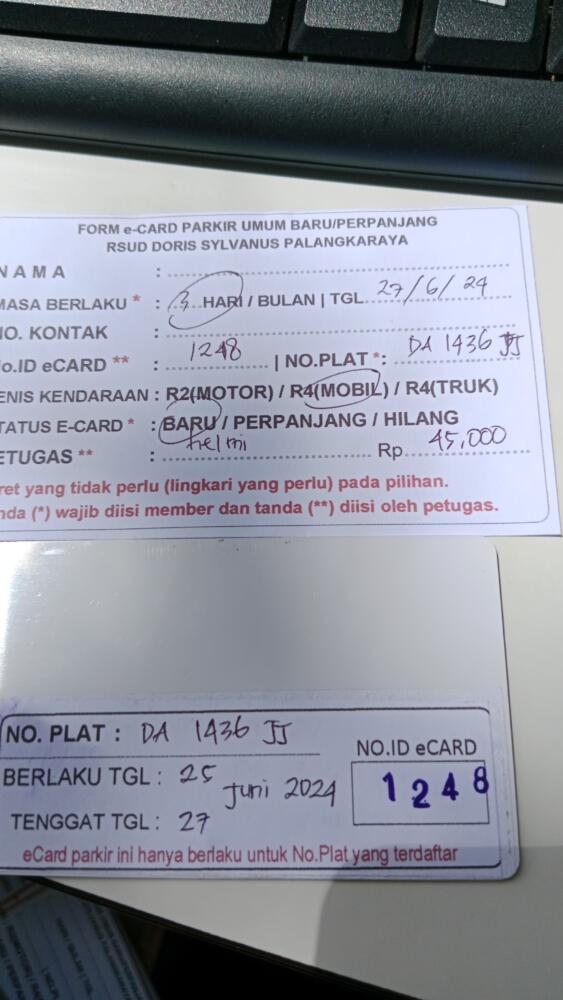 FORM e-CARD PARKIR UMUM BARU/PERPANJANG
RSUD DORIS SYLVANUS PALANGKARAYA
NAMA :
MASA BERLAKU * : 3 HARI / BULAN | TGL 27/6/24
NO. KONTAK :
No.ID eCARD ** : 1248 | NO.PLAT *: DA 1436 JJ
ENIS KENDARAAN : R2(MOTOR) / R4(MOBIL) / R4(TRUK)
TATUS E-CARD * : BARU / PERPANJANG / HILANG
ETUGAS ** : helmi Rp 45,000
ret yang tidak perlu (lingkari yang perlu) pada pilihan.
nda (*) wajib diisi member dan tanda (**) diisi oleh petugas.
NO. PLAT : DA 1436 JJ
NO.ID eCARD
BERLAKU TGL : 25 Juni 2024
1248
TENGGAT TGL : 27
eCard parkir ini hanya berlaku untuk No.Plat yang terdaftar